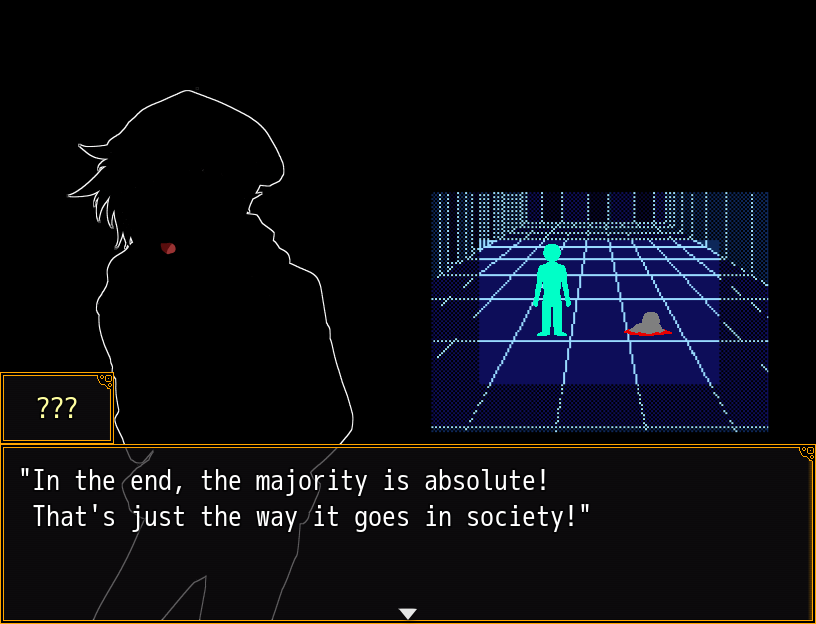 ???
"In the end, the majority is absolute!
That's just the way it goes in society!"